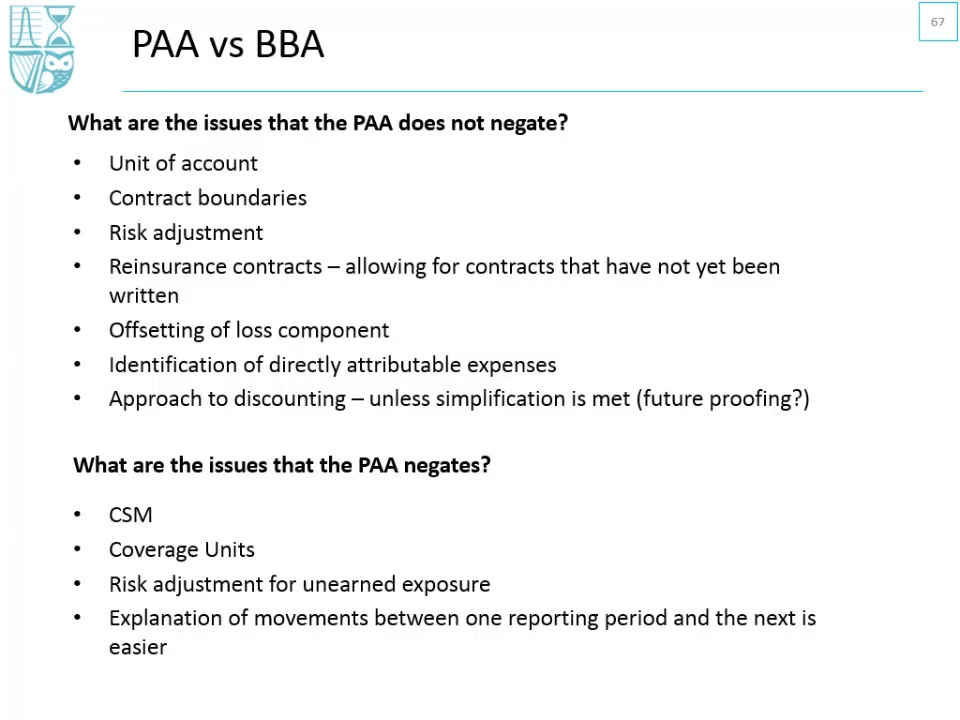 67
PAA vs BBA
What are the issues that the PAA does not negate?
• Unit of account
• Contract boundaries
• Risk adjustment
• Reinsurance contracts – allowing for contracts that have not yet been
written
• Offsetting of loss component
• Identification of directly attributable expenses
• Approach to discounting – unless simplification is met (future proofing?)
What are the issues that the PAA negates?
• CSM
• Coverage Units
• Risk adjustment for unearned exposure
• Explanation of movements between one reporting period and the next is
easier